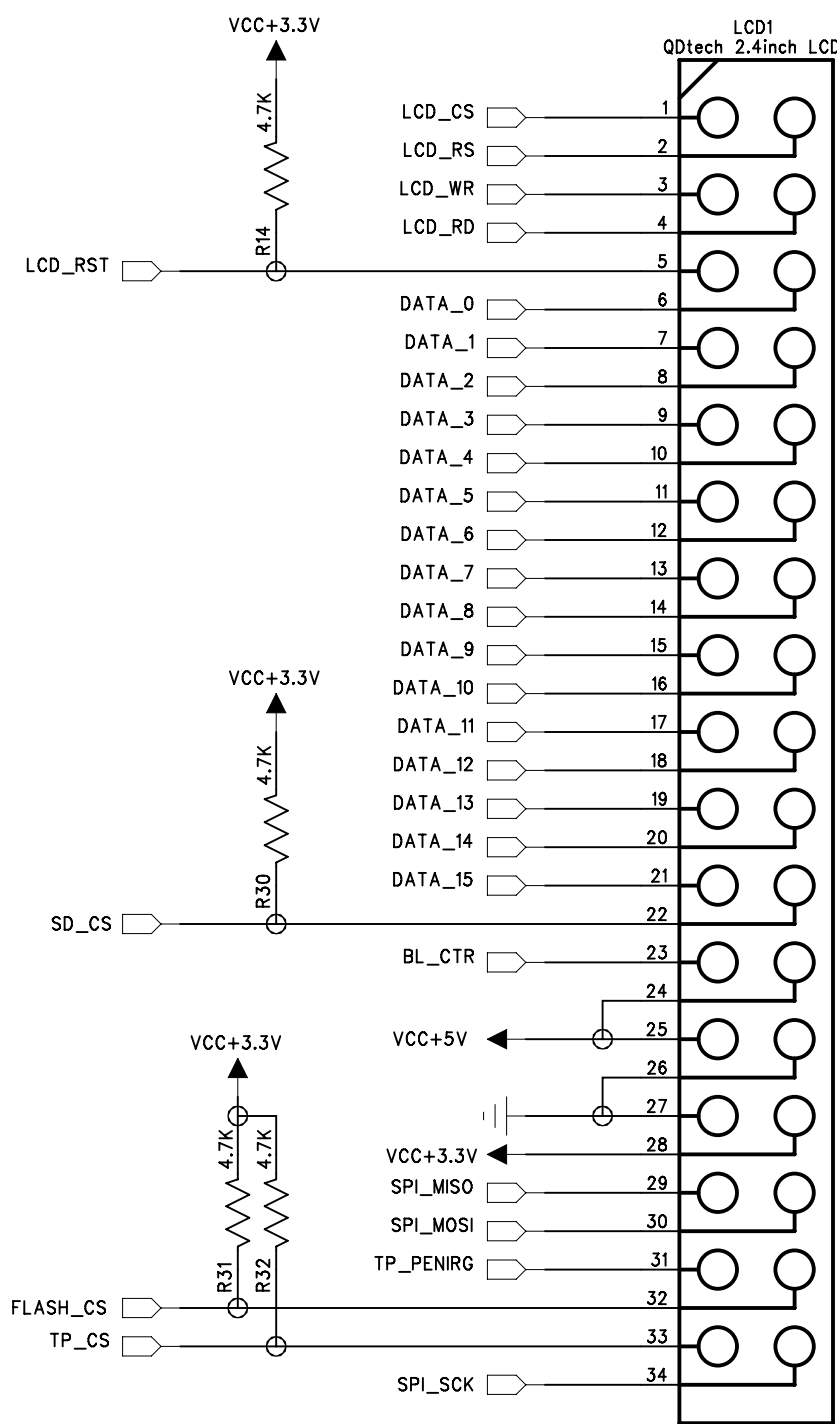 LCD1
QDtech 2.4inch LCD
VCC+3.3V
4.7K
R14
LCD_CS 1
LCD_RS 2
LCD_WR 3
LCD_RD 4
LCD_RST 5
DATA_0 6
DATA_1 7
DATA_2 8
DATA_3 9
DATA_4 10
DATA_5 11
DATA_6 12
DATA_7 13
DATA_8 14
DATA_9 15
VCC+3.3V
4.7K
R30
DATA_10 16
DATA_11 17
DATA_12 18
DATA_13 19
DATA_14 20
DATA_15 21
SD_CS 22
BL_CTR 23
24
VCC+5V 25
26
27
VCC+3.3V 28
VCC+3.3V
4.7K
4.7K
R31
R32
SPI_MISO 29
SPI_MOSI 30
TP_PENIRG 31
FLASH_CS 32
TP_CS 33
SPI_SCK 34